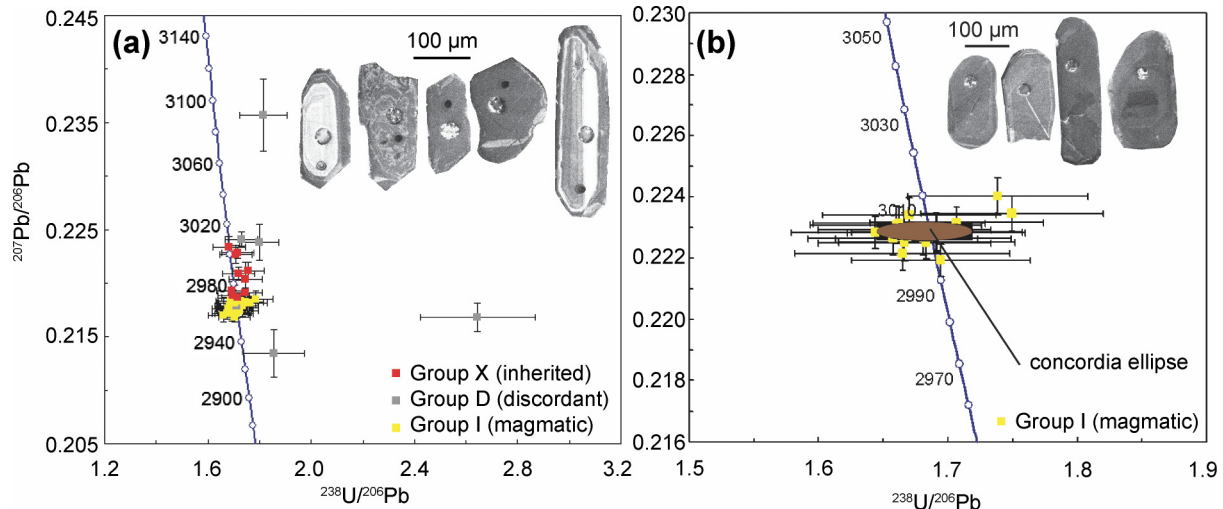 0.245
0.235
0.225
0.215
0.205
²⁰⁷Pb/²⁰⁶Pb
(a)
100 µm
3140
3100
3060
3020
2980
2940
2900
Group X (inherited)
Group D (discordant)
Group I (magmatic)
1.2 1.6 2.0 2.4 2.8 3.2
²³⁸U/²⁰⁶Pb
0.230
0.228
0.226
0.224
0.222
0.220
0.218
0.216
(b)
100 µm
3050
3030
2990
2970
concordia ellipse
Group I (magmatic)
1.5 1.6 1.7 1.8 1.9
²³⁸U/²⁰⁶Pb